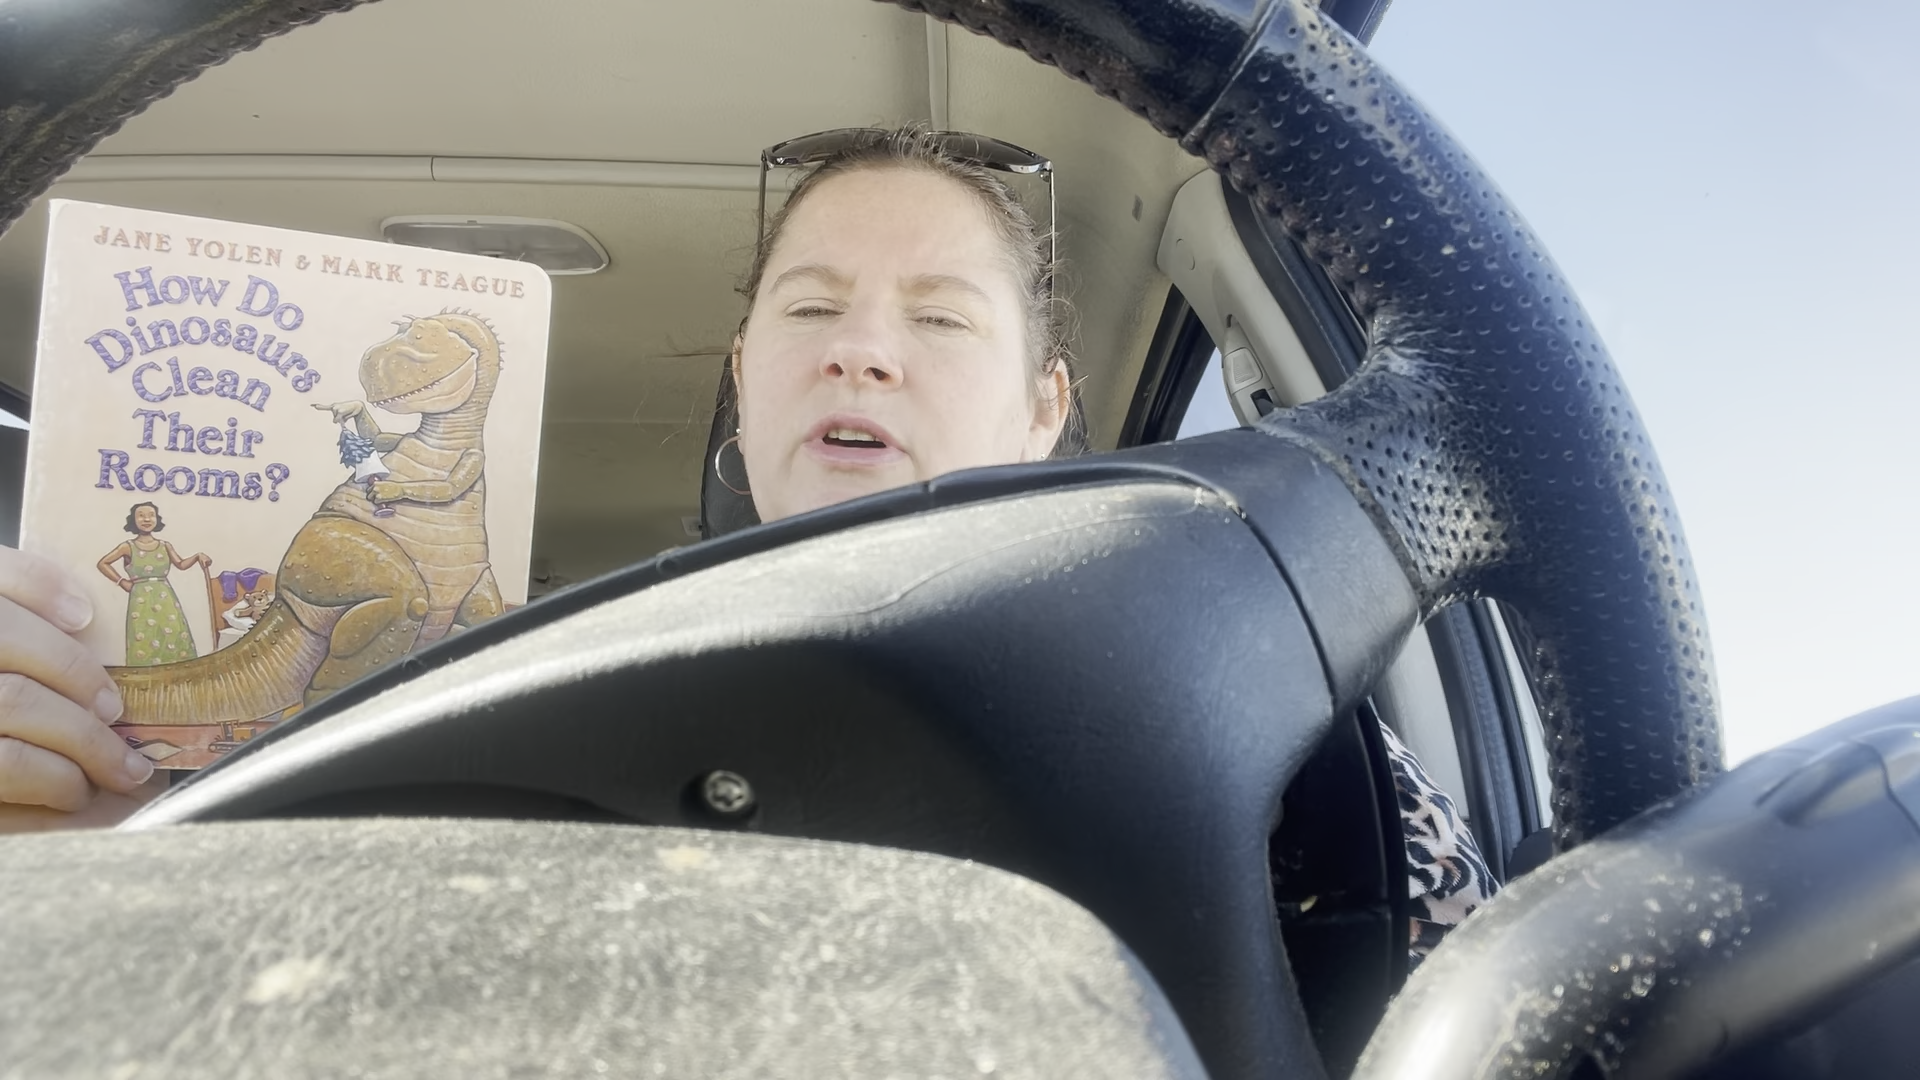 JANE YOLEN & MARK TEAGUE
HOW DO
DINOSAURS
CLEAN
THEIR
ROOMS?